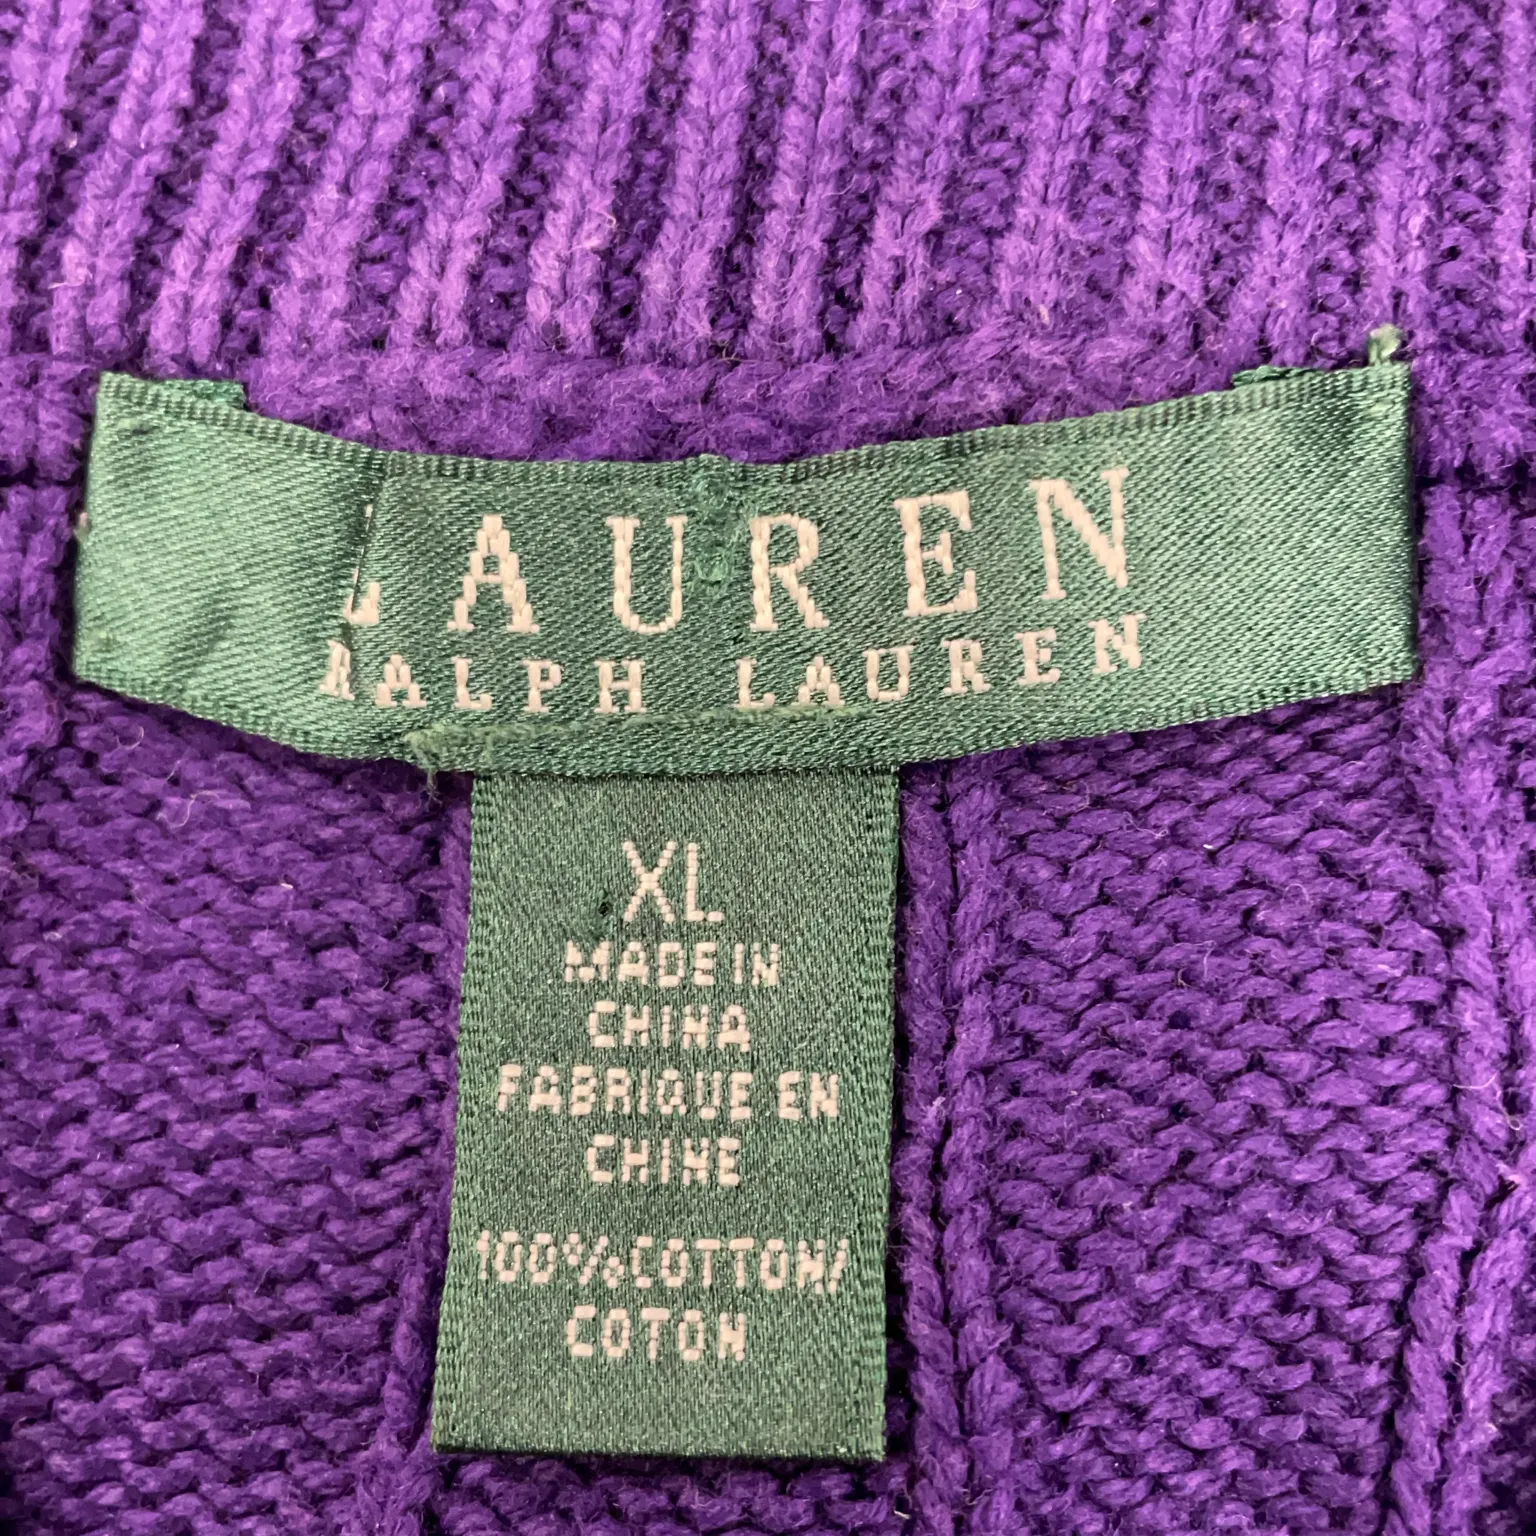 LAUREN
RALPH LAUREN
XL
MADE IN
CHINA
FABRIQUE EN
CHINE
100%COTTON/
COTON